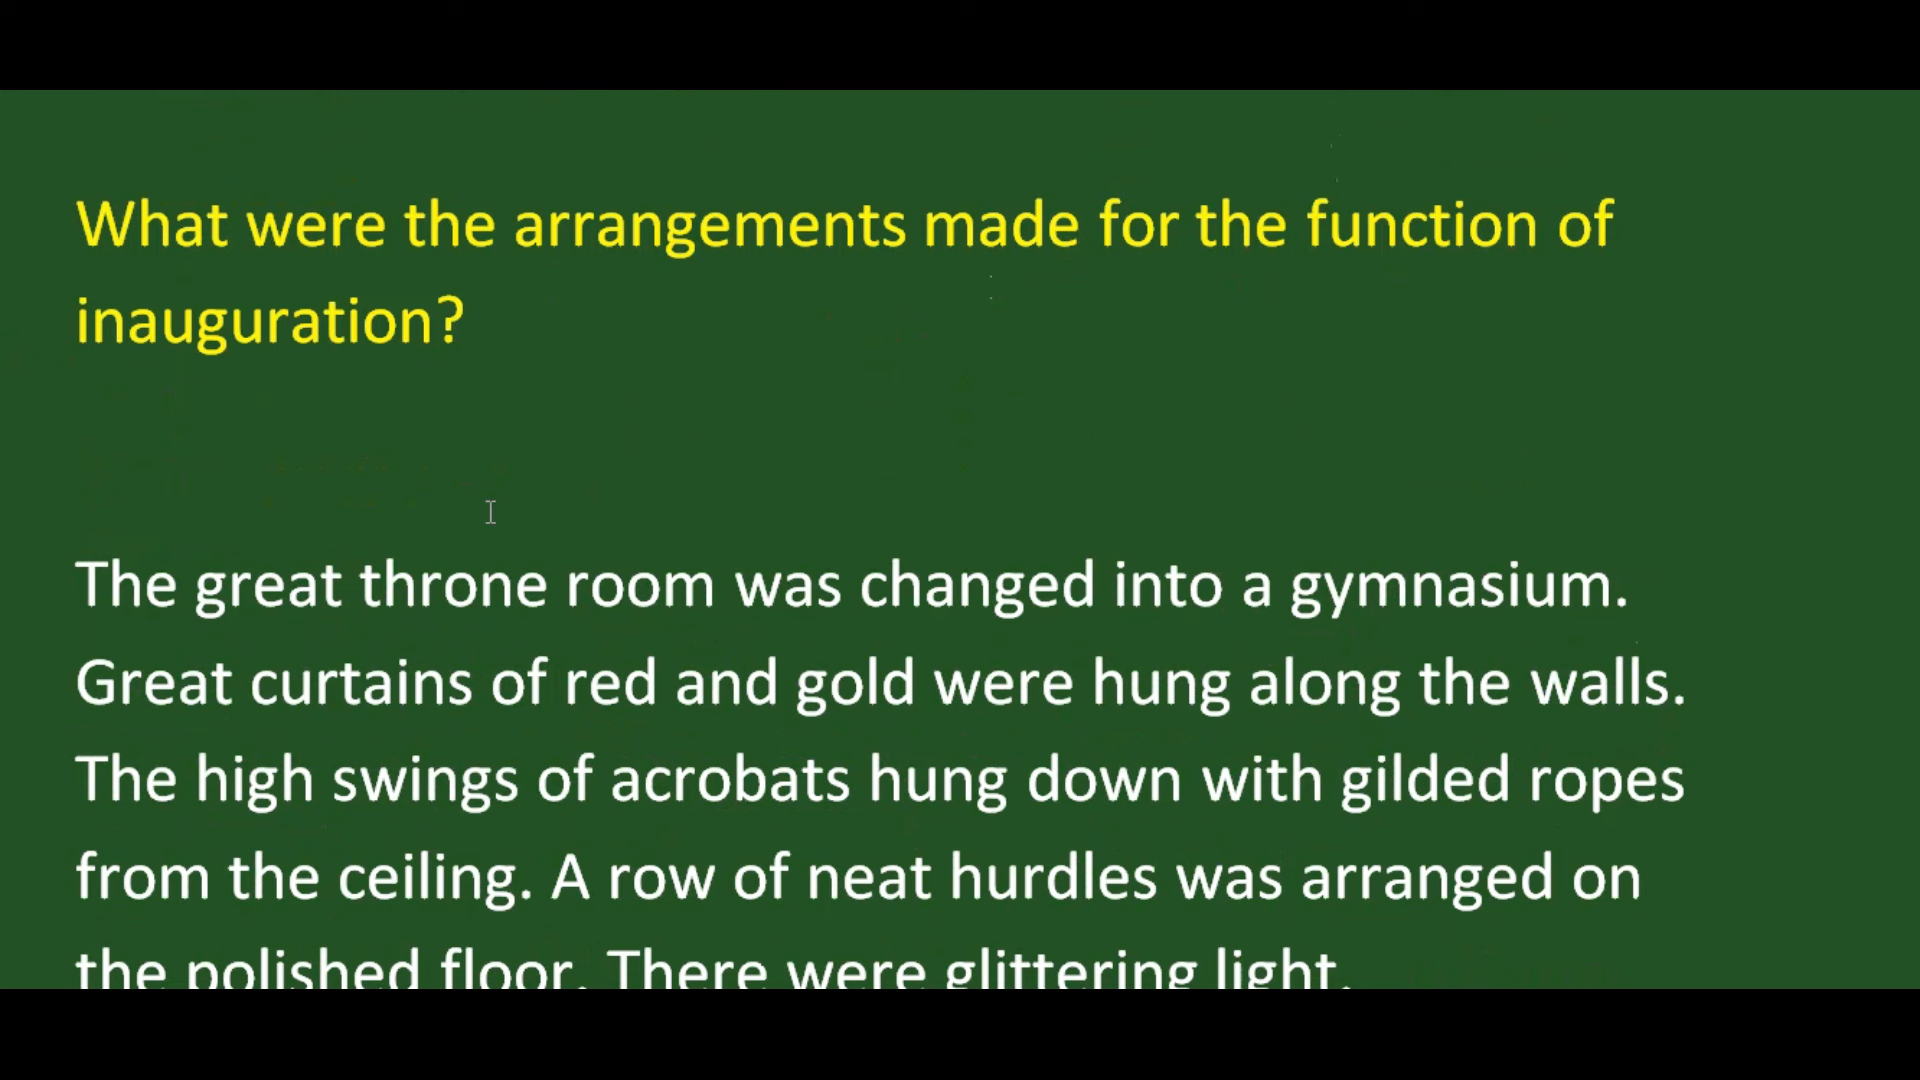 What were the arrangements made for the function of
inauguration?
The great throne room was changed into a gymnasium.
Great curtains of red and gold were hung along the walls.
The high swings of acrobats hung down with gilded ropes
from the ceiling. A row of neat hurdles was arranged on
the polished floor. There were glittering light.